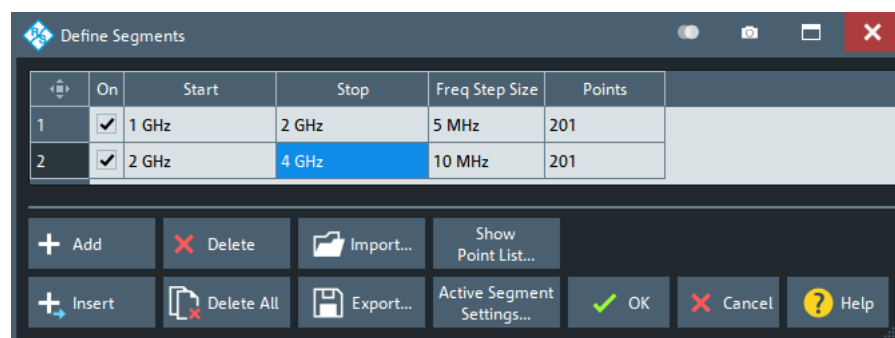 R&S Define Segments
On Start Stop Freq Step Size Points
1 1 GHz 2 GHz 5 MHz 201
2 2 GHz 4 GHz 10 MHz 201
Add Delete Import... Show Point List...
Insert Delete All Export... Active Segment Settings... OK Cancel ? Help